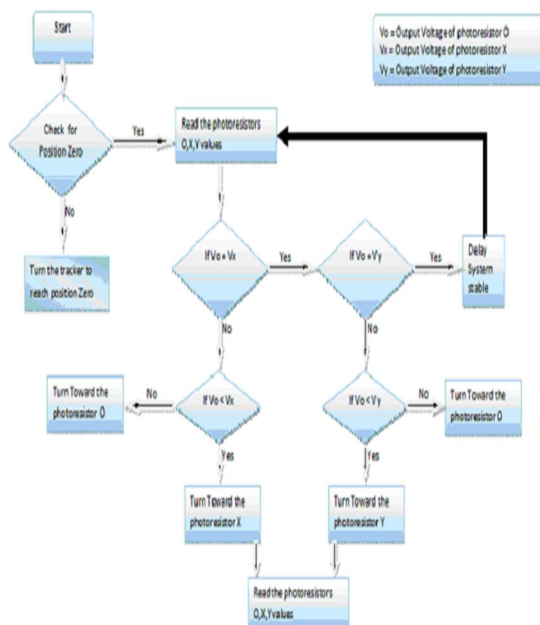 Start
Vo = Output Voltage of photoresistor O
Vx = Output Voltage of photoresistor X
Vy = Output Voltage of photoresistor Y
Check for
Position Zero
Yes
Read the photoresistors
O,X,Y values
No
Turn the tracker to
reach position Zero
If Vo = Vx
Yes
If Vo = Vy
Yes
Delay
System
stable
No
No
Turn Toward the
photoresistor O
No
If Vo < Vx
If Vo < Vy
No
Turn Toward the
photoresistor O
Yes
Yes
Turn Toward the
photoresistor X
Turn Toward the
photoresistor Y
Read the photoresistors
O,X,Y values